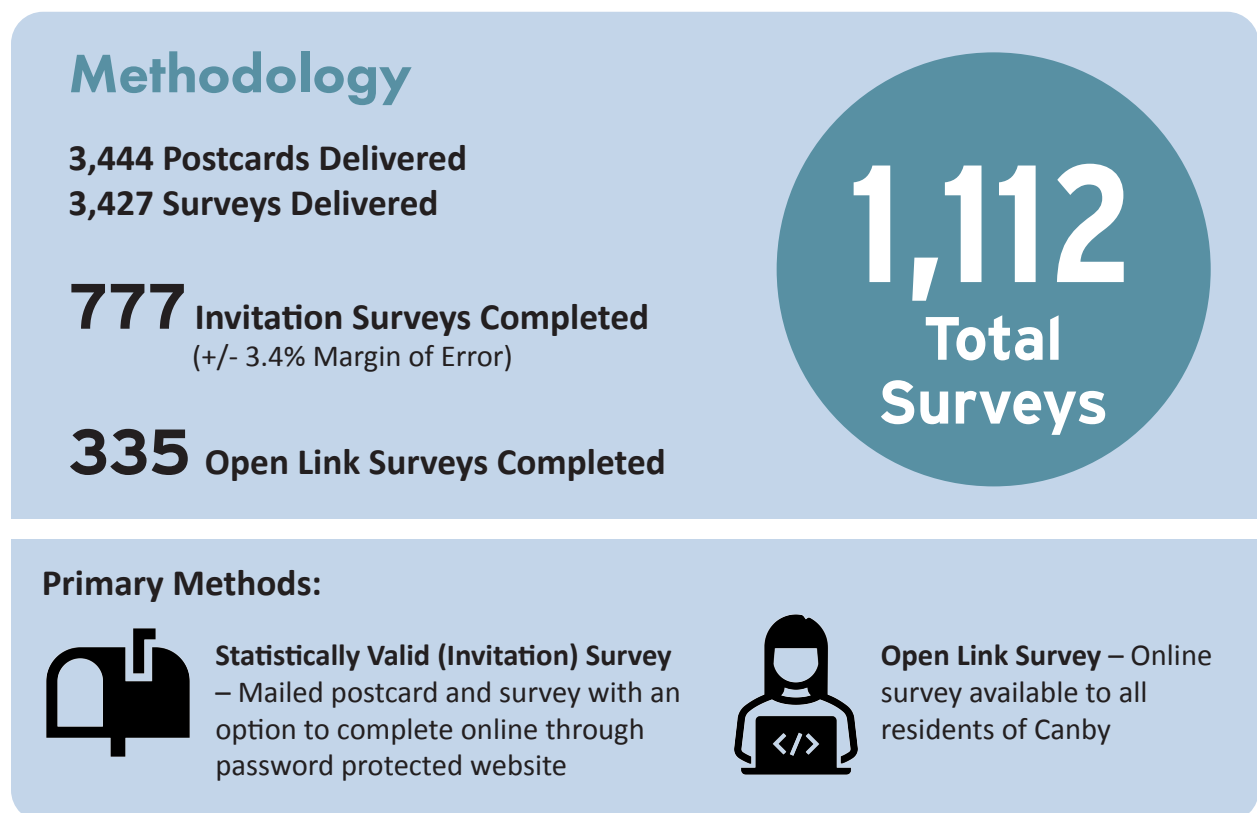 Methodology
3,444 Postcards Delivered
3,427 Surveys Delivered
777 Invitation Surveys Completed
(+/- 3.4% Margin of Error)
335 Open Link Surveys Completed
1,112
Total
Surveys
Primary Methods:
Statistically Valid (Invitation) Survey
– Mailed postcard and survey with an
option to complete online through
password protected website
</>
Open Link Survey – Online
survey available to all
residents of Canby